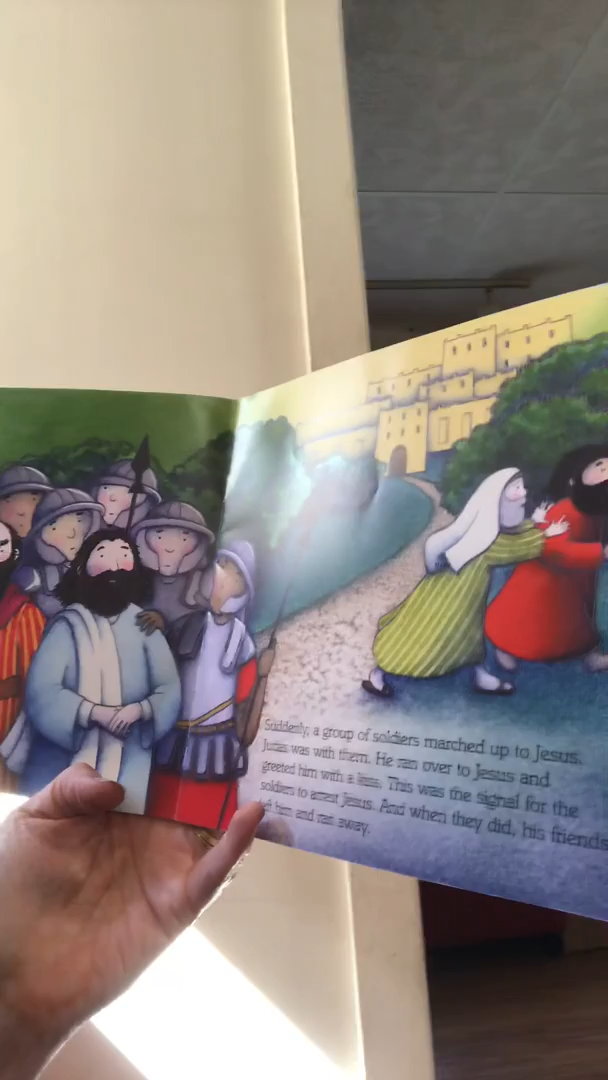 Suddenly, a group of soldiers marched up to Jesus.
Judas was with them. He ran over to Jesus and
greeted him with a kiss. This was the signal for the
soldiers to arrest Jesus. And when they did, his friends
left him and ran away.